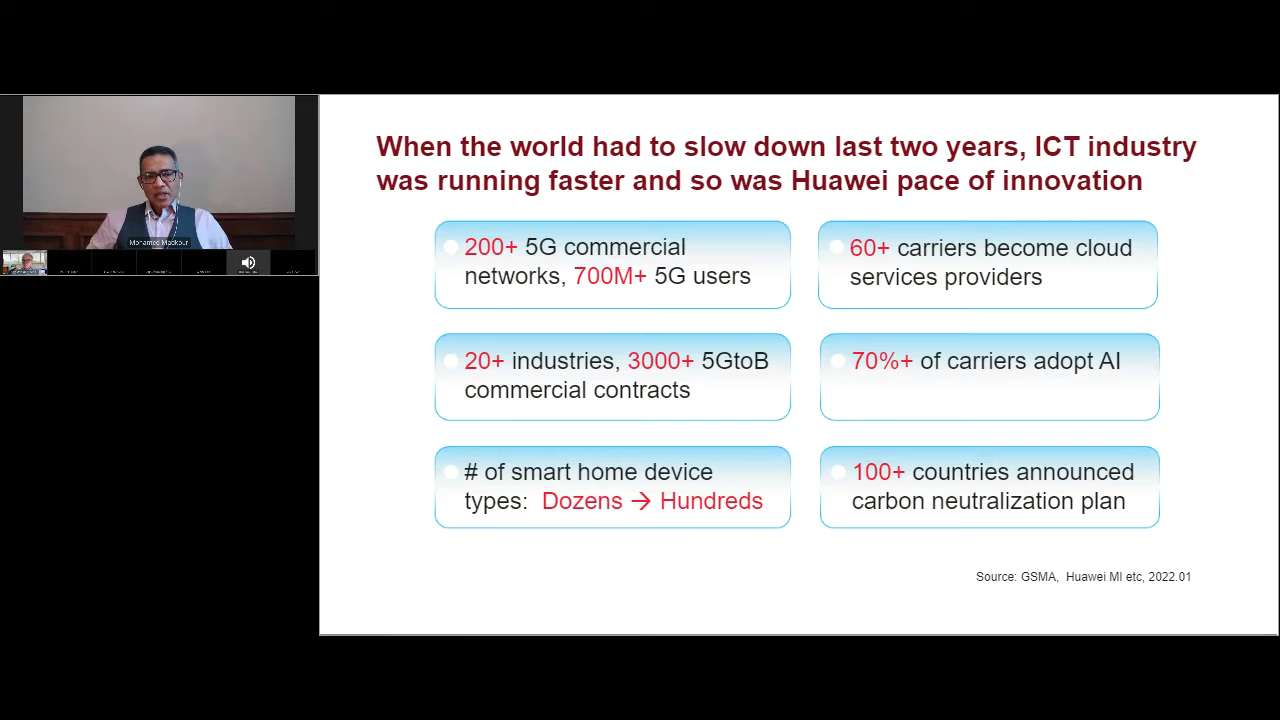 When the world had to slow down last two years, ICT industry
was running faster and so was Huawei pace of innovation
200+ 5G commercial
networks, 700M+ 5G users
60+ carriers become cloud
services providers
20+ industries, 3000+ 5GtoB
commercial contracts
70%+ of carriers adopt AI
# of smart home device
types: Dozens → Hundreds
100+ countries announced
carbon neutralization plan
Source: GSMA, Huawei MI etc, 2022.01
Mohamed Madkour